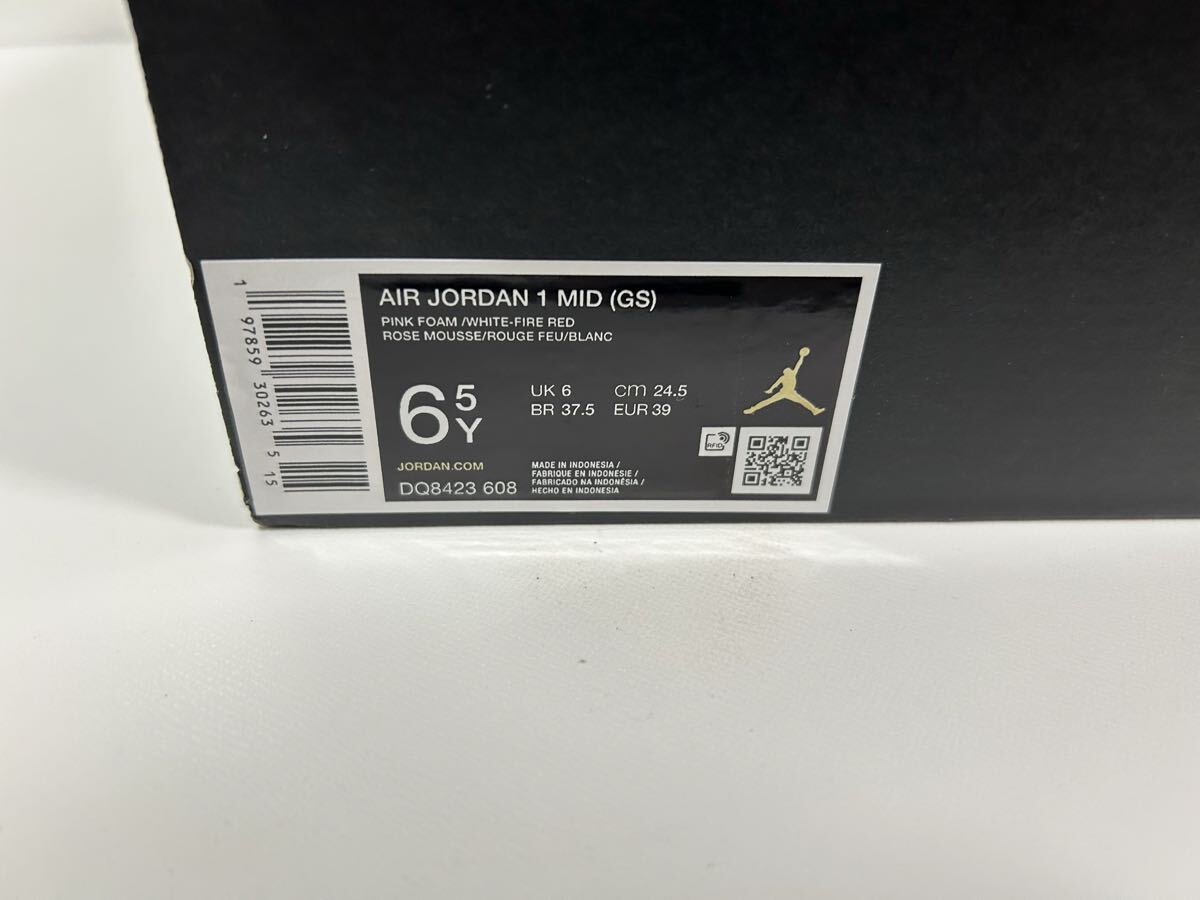 AIR JORDAN 1 MID (GS)
PINK FOAM /WHITE-FIRE RED
ROSE MOUSSE/ROUGE FEU/BLANC
6 5 Y
UK 6 cm 24.5
BR 37.5 EUR 39
JORDAN.COM
DQ8423 608
MADE IN INDONESIA /
FABRIQUE EN INDONESIE /
FABRICADO NA INDONÉSIA /
HECHO EN INDONESIA
RFID
1 97859 30263 5 15